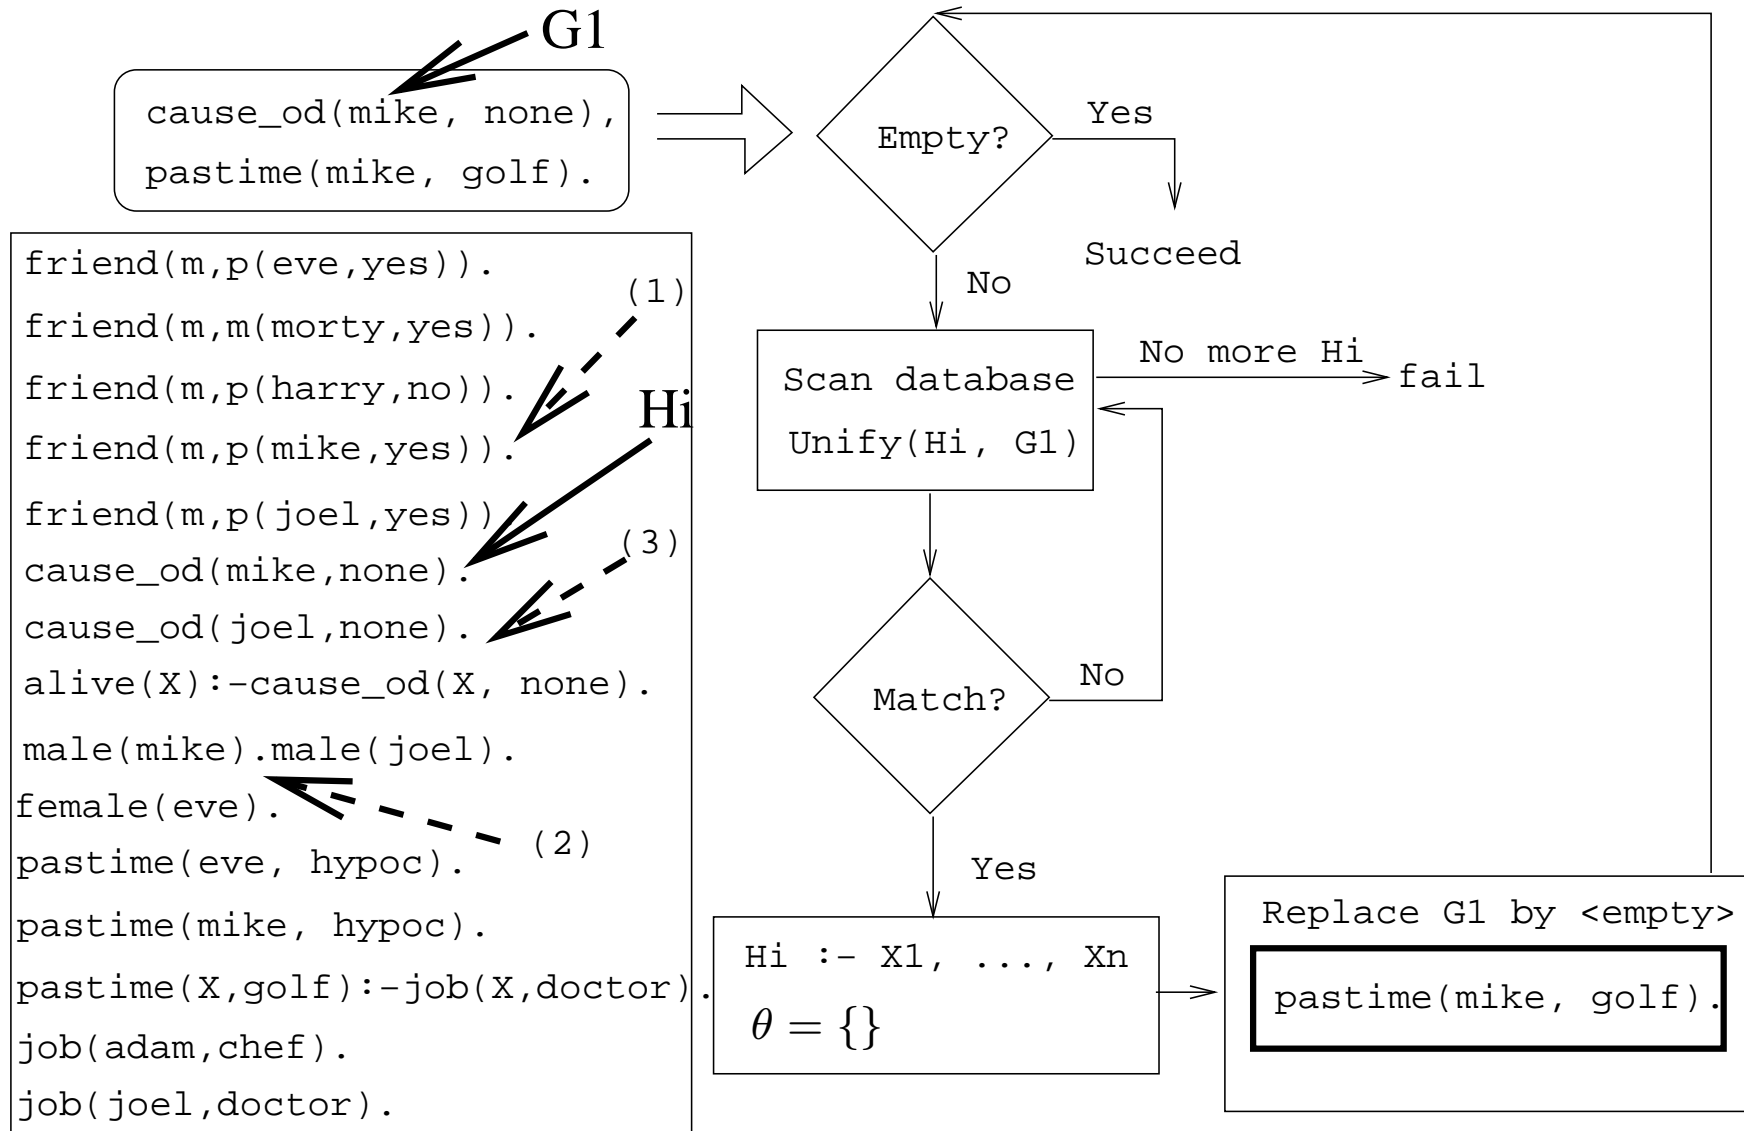 G1
cause_od(mike, none),
pastime(mike, golf).
friend(m,p(eve,yes)).
(1)
friend(m,m(morty,yes)).
friend(m,p(harry,no)).
Hi
friend(m,p(mike,yes)).
friend(m,p(joel,yes))
(3)
cause_od(mike,none).
cause_od(joel,none).
alive(X):-cause_od(X, none).
male(mike).male(joel).
female(eve).
(2)
pastime(eve, hypoc).
pastime(mike, hypoc).
pastime(X,golf):-job(X,doctor).
job(adam,chef).
job(joel,doctor).
Empty?
Yes
Succeed
No
Scan database
Unify(Hi, G1)
No more Hi
fail
Match?
No
Yes
Hi :- X1, ..., Xn
θ = {}
Replace G1 by <empty>
pastime(mike, golf).